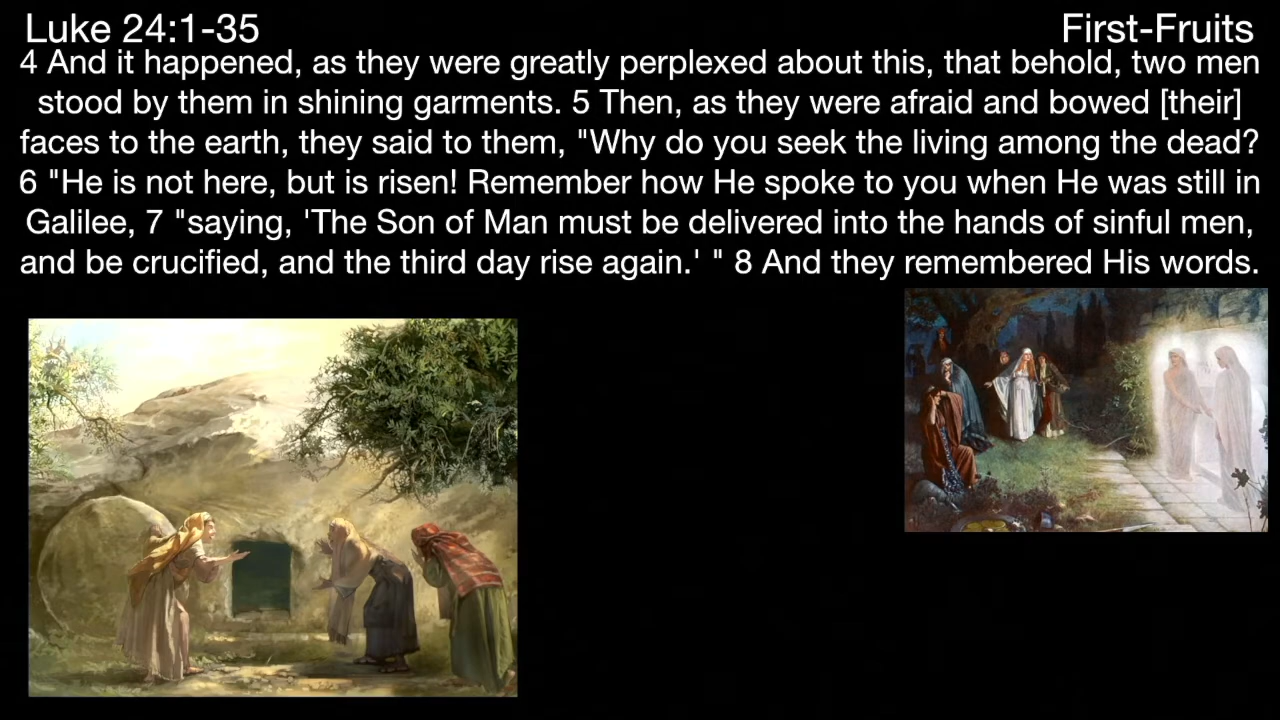 Luke 24:1-35
First-Fruits
4 And it happened, as they were greatly perplexed about this, that behold, two men
stood by them in shining garments. 5 Then, as they were afraid and bowed [their]
faces to the earth, they said to them, "Why do you seek the living among the dead?
6 "He is not here, but is risen! Remember how He spoke to you when He was still in
Galilee, 7 "saying, 'The Son of Man must be delivered into the hands of sinful men,
and be crucified, and the third day rise again.' " 8 And they remembered His words.